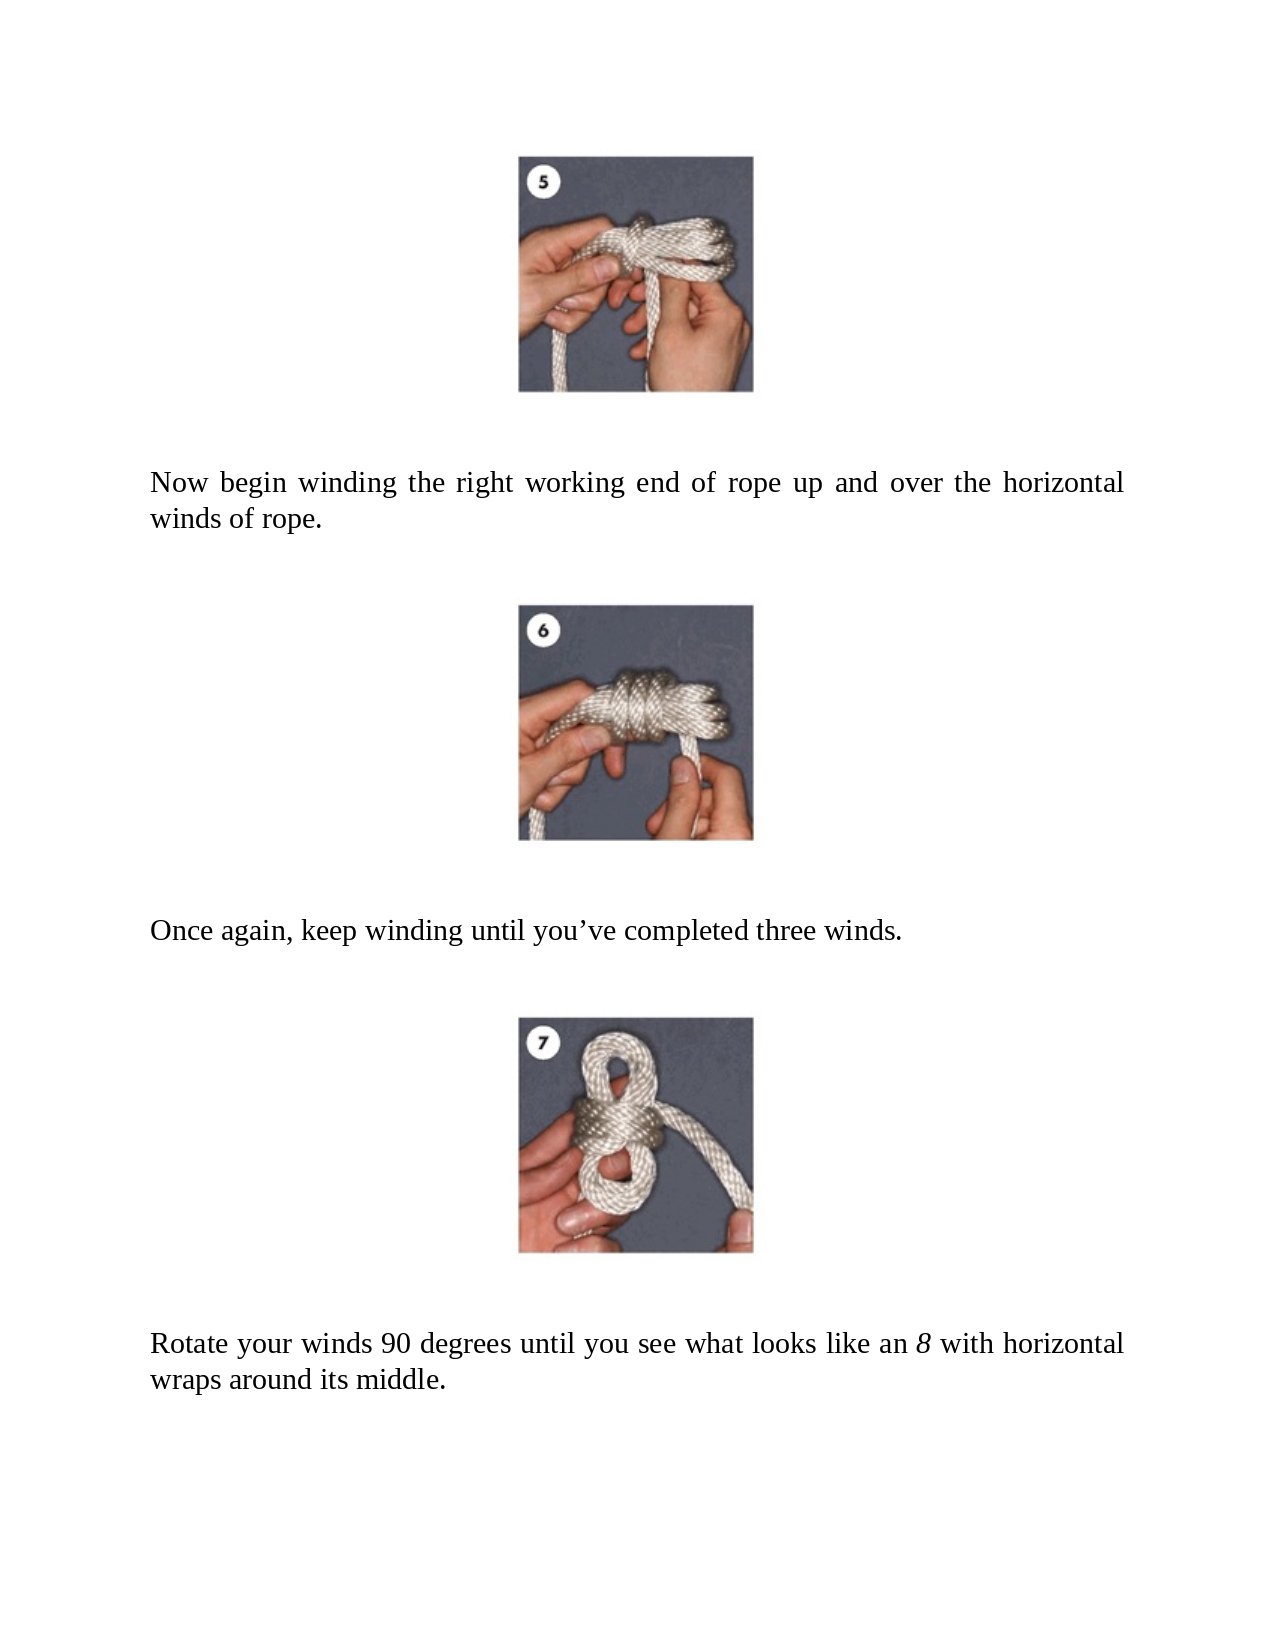 5
Now begin winding the right working end of rope up and over the horizontal
winds of rope.
6
Once again, keep winding until you’ve completed three winds.
7
Rotate your winds 90 degrees until you see what looks like an 8 with horizontal
wraps around its middle.